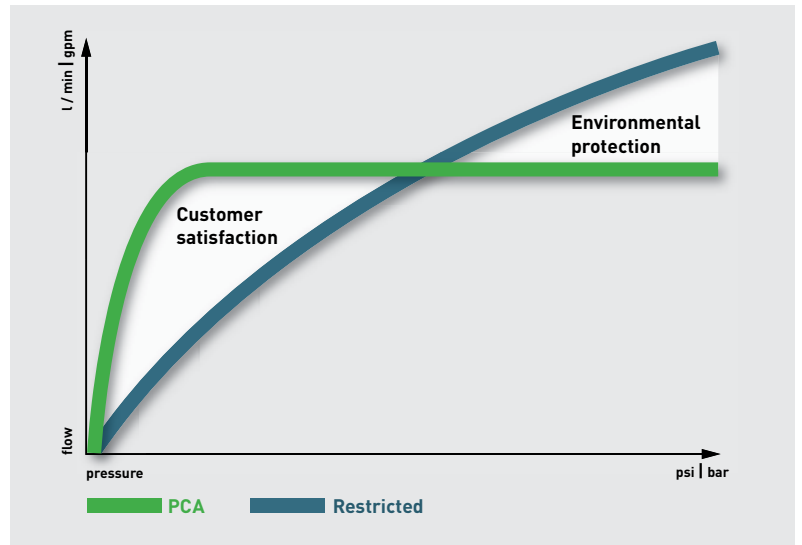 l / min | gpm
Environmental
protection
Customer
satisfaction
flow
pressure
psi | bar
PCA
Restricted